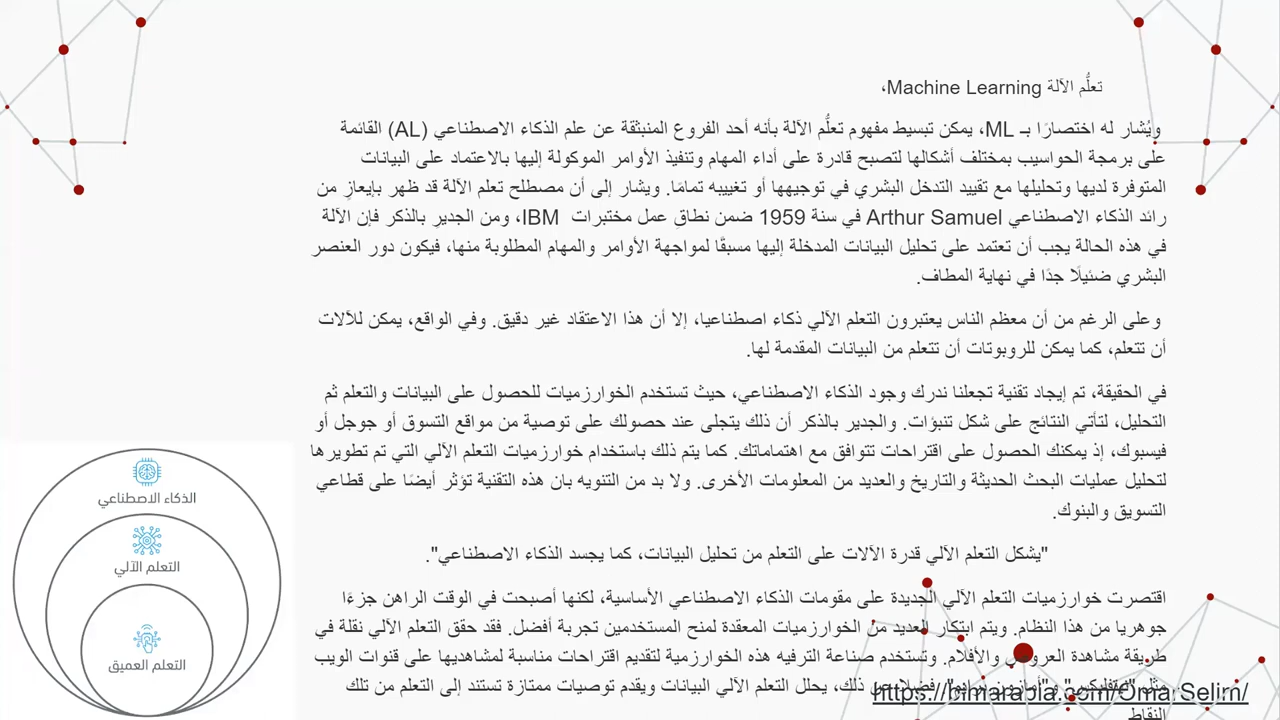 تعلُّم الآلة Machine Learning،
ويُشار له اختصارًا بـ ML، يمكن تبسيط مفهوم تعلُّم الآلة بأنه أحد الفروع المنبثقة عن علم الذكاء الاصطناعي (AL) القائمة
على برمجة الحواسيب بمختلف أشكالها لتصبح قادرة على أداء المهام وتنفيذ الأوامر الموكولة إليها بالاعتماد على البيانات
المتوفرة لديها وتحليلها مع تقييد التدخل البشري في توجيهها أو تغييبه تمامًا. ويشار إلى أن مصطلح تعلم الآلة قد ظهر بإيعازٍ من
رائد الذكاء الاصطناعي Arthur Samuel في سنة 1959 ضمن نطاقِ عمل مختبرات IBM، ومن الجدير بالذكر فإن الآلة
في هذه الحالة يجب أن تعتمد على تحليل البيانات المدخلة إليها مسبقًا لمواجهة الأوامر والمهام المطلوبة منها، فيكون دور العنصر
البشري ضئيلًا جدًا في نهاية المطاف.
وعلى الرغم من أن معظم الناس يعتبرون التعلم الآلي ذكاء اصطناعيا، إلا أن هذا الاعتقاد غير دقيق. وفي الواقع، يمكن للآلات
أن تتعلم، كما يمكن للروبوتات أن تتعلم من البيانات المقدمة لها.
في الحقيقة، تم إيجاد تقنية تجعلنا ندرك وجود الذكاء الاصطناعي، حيث تستخدم الخوارزميات للحصول على البيانات والتعلم ثم
التحليل، لتأتي النتائج على شكل تنبؤات. والجدير بالذكر أن ذلك يتجلى عند حصولك على توصية من مواقع التسوق أو جوجل أو
فيسبوك، إذ يمكنك الحصول على اقتراحات تتوافق مع اهتماماتك. كما يتم ذلك باستخدام خوارزميات التعلم الآلي التي تم تطويرها
لتحليل عمليات البحث الحديثة والتاريخ والعديد من المعلومات الأخرى. ولا بد من التنويه بان هذه التقنية تؤثر أيضًا على قطاعي
التسويق والبنوك.
"يشكل التعلم الآلي قدرة الآلات على التعلم من تحليل البيانات، كما يجسد الذكاء الاصطناعي".
اقتصرت خوارزميات التعلم الآلي الجديدة على مقومات الذكاء الاصطناعي الأساسية، لكنها أصبحت في الوقت الراهن جزءًا
جوهريا من هذا النظام. ويتم ابتكار العديد من الخوارزميات المعقدة لمنح المستخدمين تجربة أفضل. فقد حقق التعلم الآلي نقلة في
طريقة مشاهدة العروض والأفلام. وتستخدم صناعة الترفيه هذه الخوارزمية لتقديم اقتراحات مناسبة لمشاهديها على قنوات الويب
ذلك، يحلل التعلم الآلي البيانات ويقدم توصيات ممتازة تستند إلى التعلم من تلك
النقاط
الذكاء الاصطناعي
التعلم الآلي
التعلم العميق
https://bimarabia.com/OmarSelim/